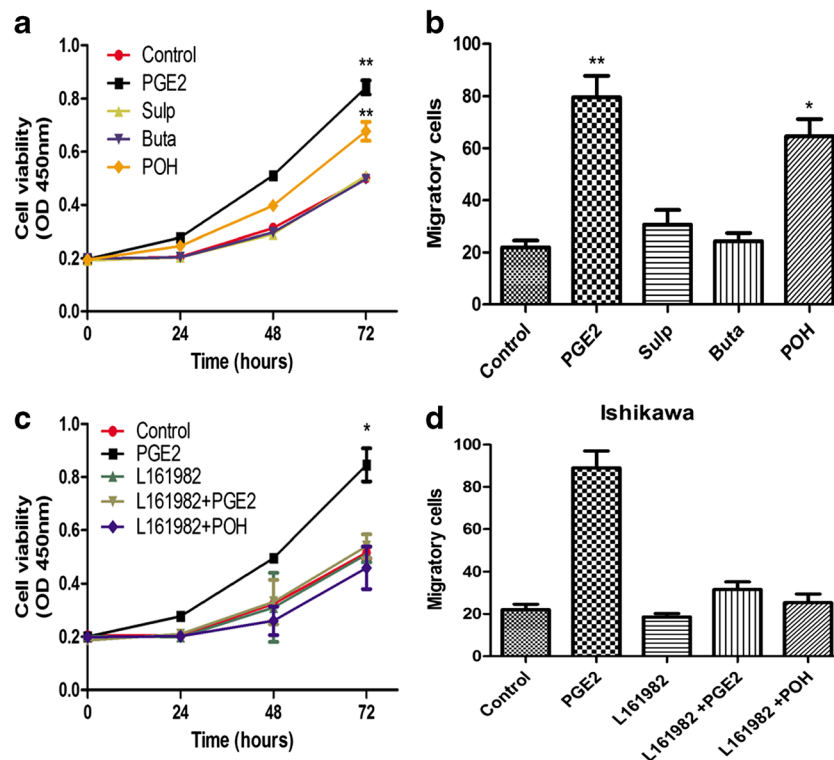 a
Cell viability
(OD 450nm)
1.0
0.8
0.6
0.4
0.2
0.0
Control
PGE2
Sulp
Buta
POH
**
**
0
24
48
72
Time (hours)
b
Migratory cells
100
80
60
40
20
0
**
*
Control
PGE2
Sulp
Buta
POH
c
Cell viability
(OD 450nm)
1.0
0.8
0.6
0.4
0.2
0.0
Control
PGE2
L161982
L161982+PGE2
L161982+POH
*
0
24
48
72
Time (hours)
d
Ishikawa
Migratory cells
100
80
60
40
20
0
Control
PGE2
L161982
L161982 +PGE2
L161982 +POH